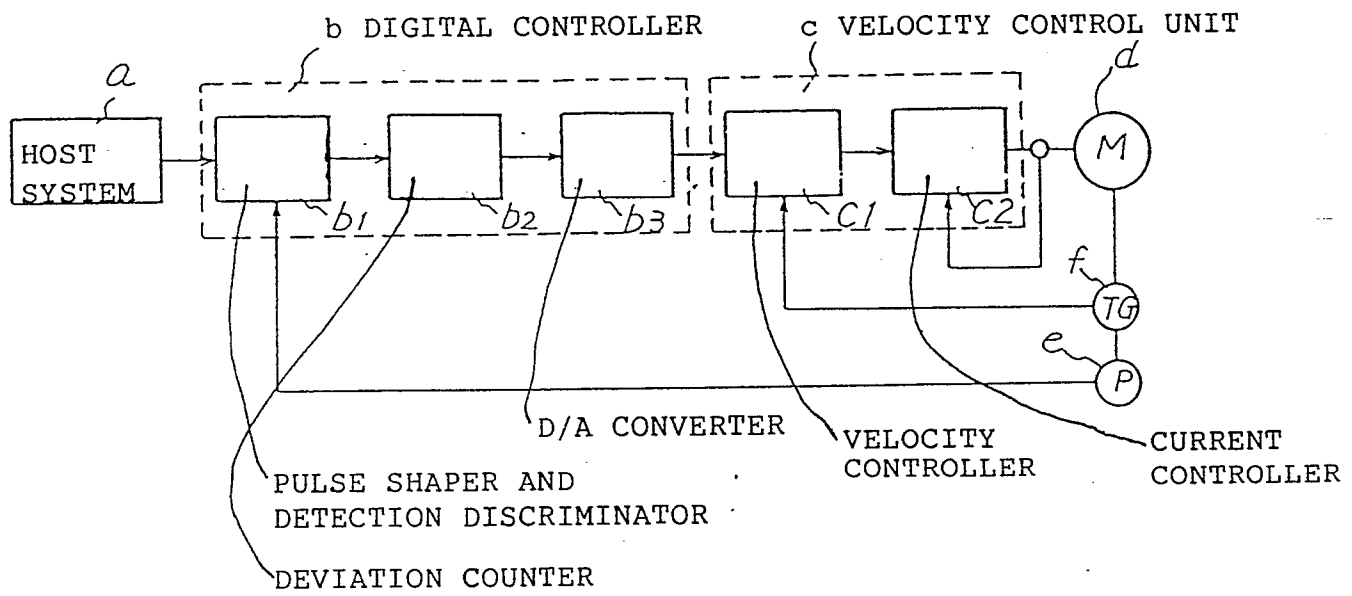 b DIGITAL CONTROLLER
c VELOCITY CONTROL UNIT
a
d
HOST
SYSTEM
M
b1
b2
b3
C1
C2
f
TG
e
P
D/A CONVERTER
VELOCITY
CONTROLLER
CURRENT
CONTROLLER
PULSE SHAPER AND
DETECTION DISCRIMINATOR
DEVIATION COUNTER